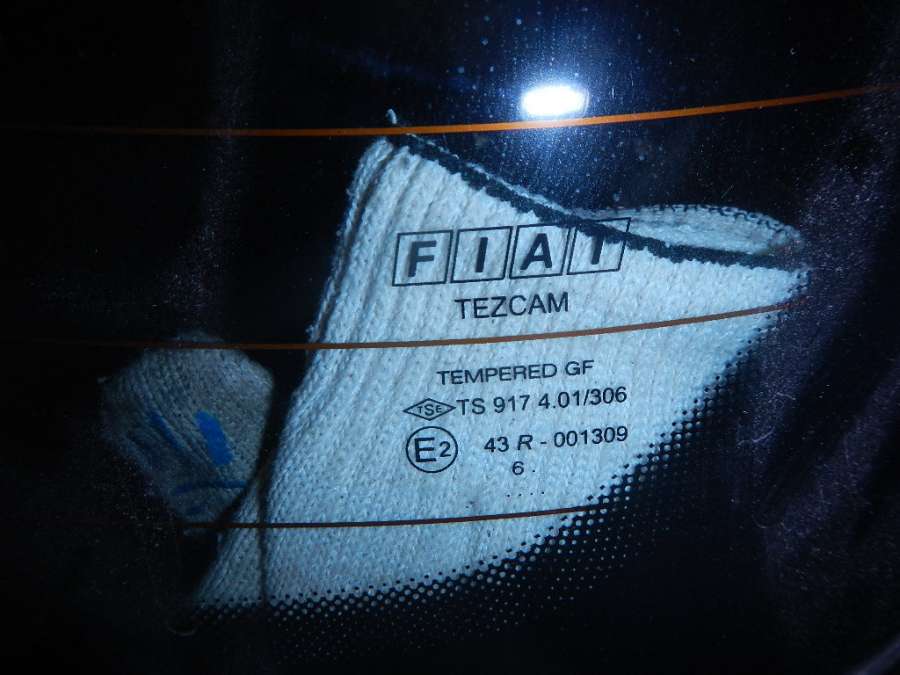 FIAT
TEZCAM
TEMPERED GF
TSE TS 917 4.01/306
E2 43 R - 001309
6 .
. . . .